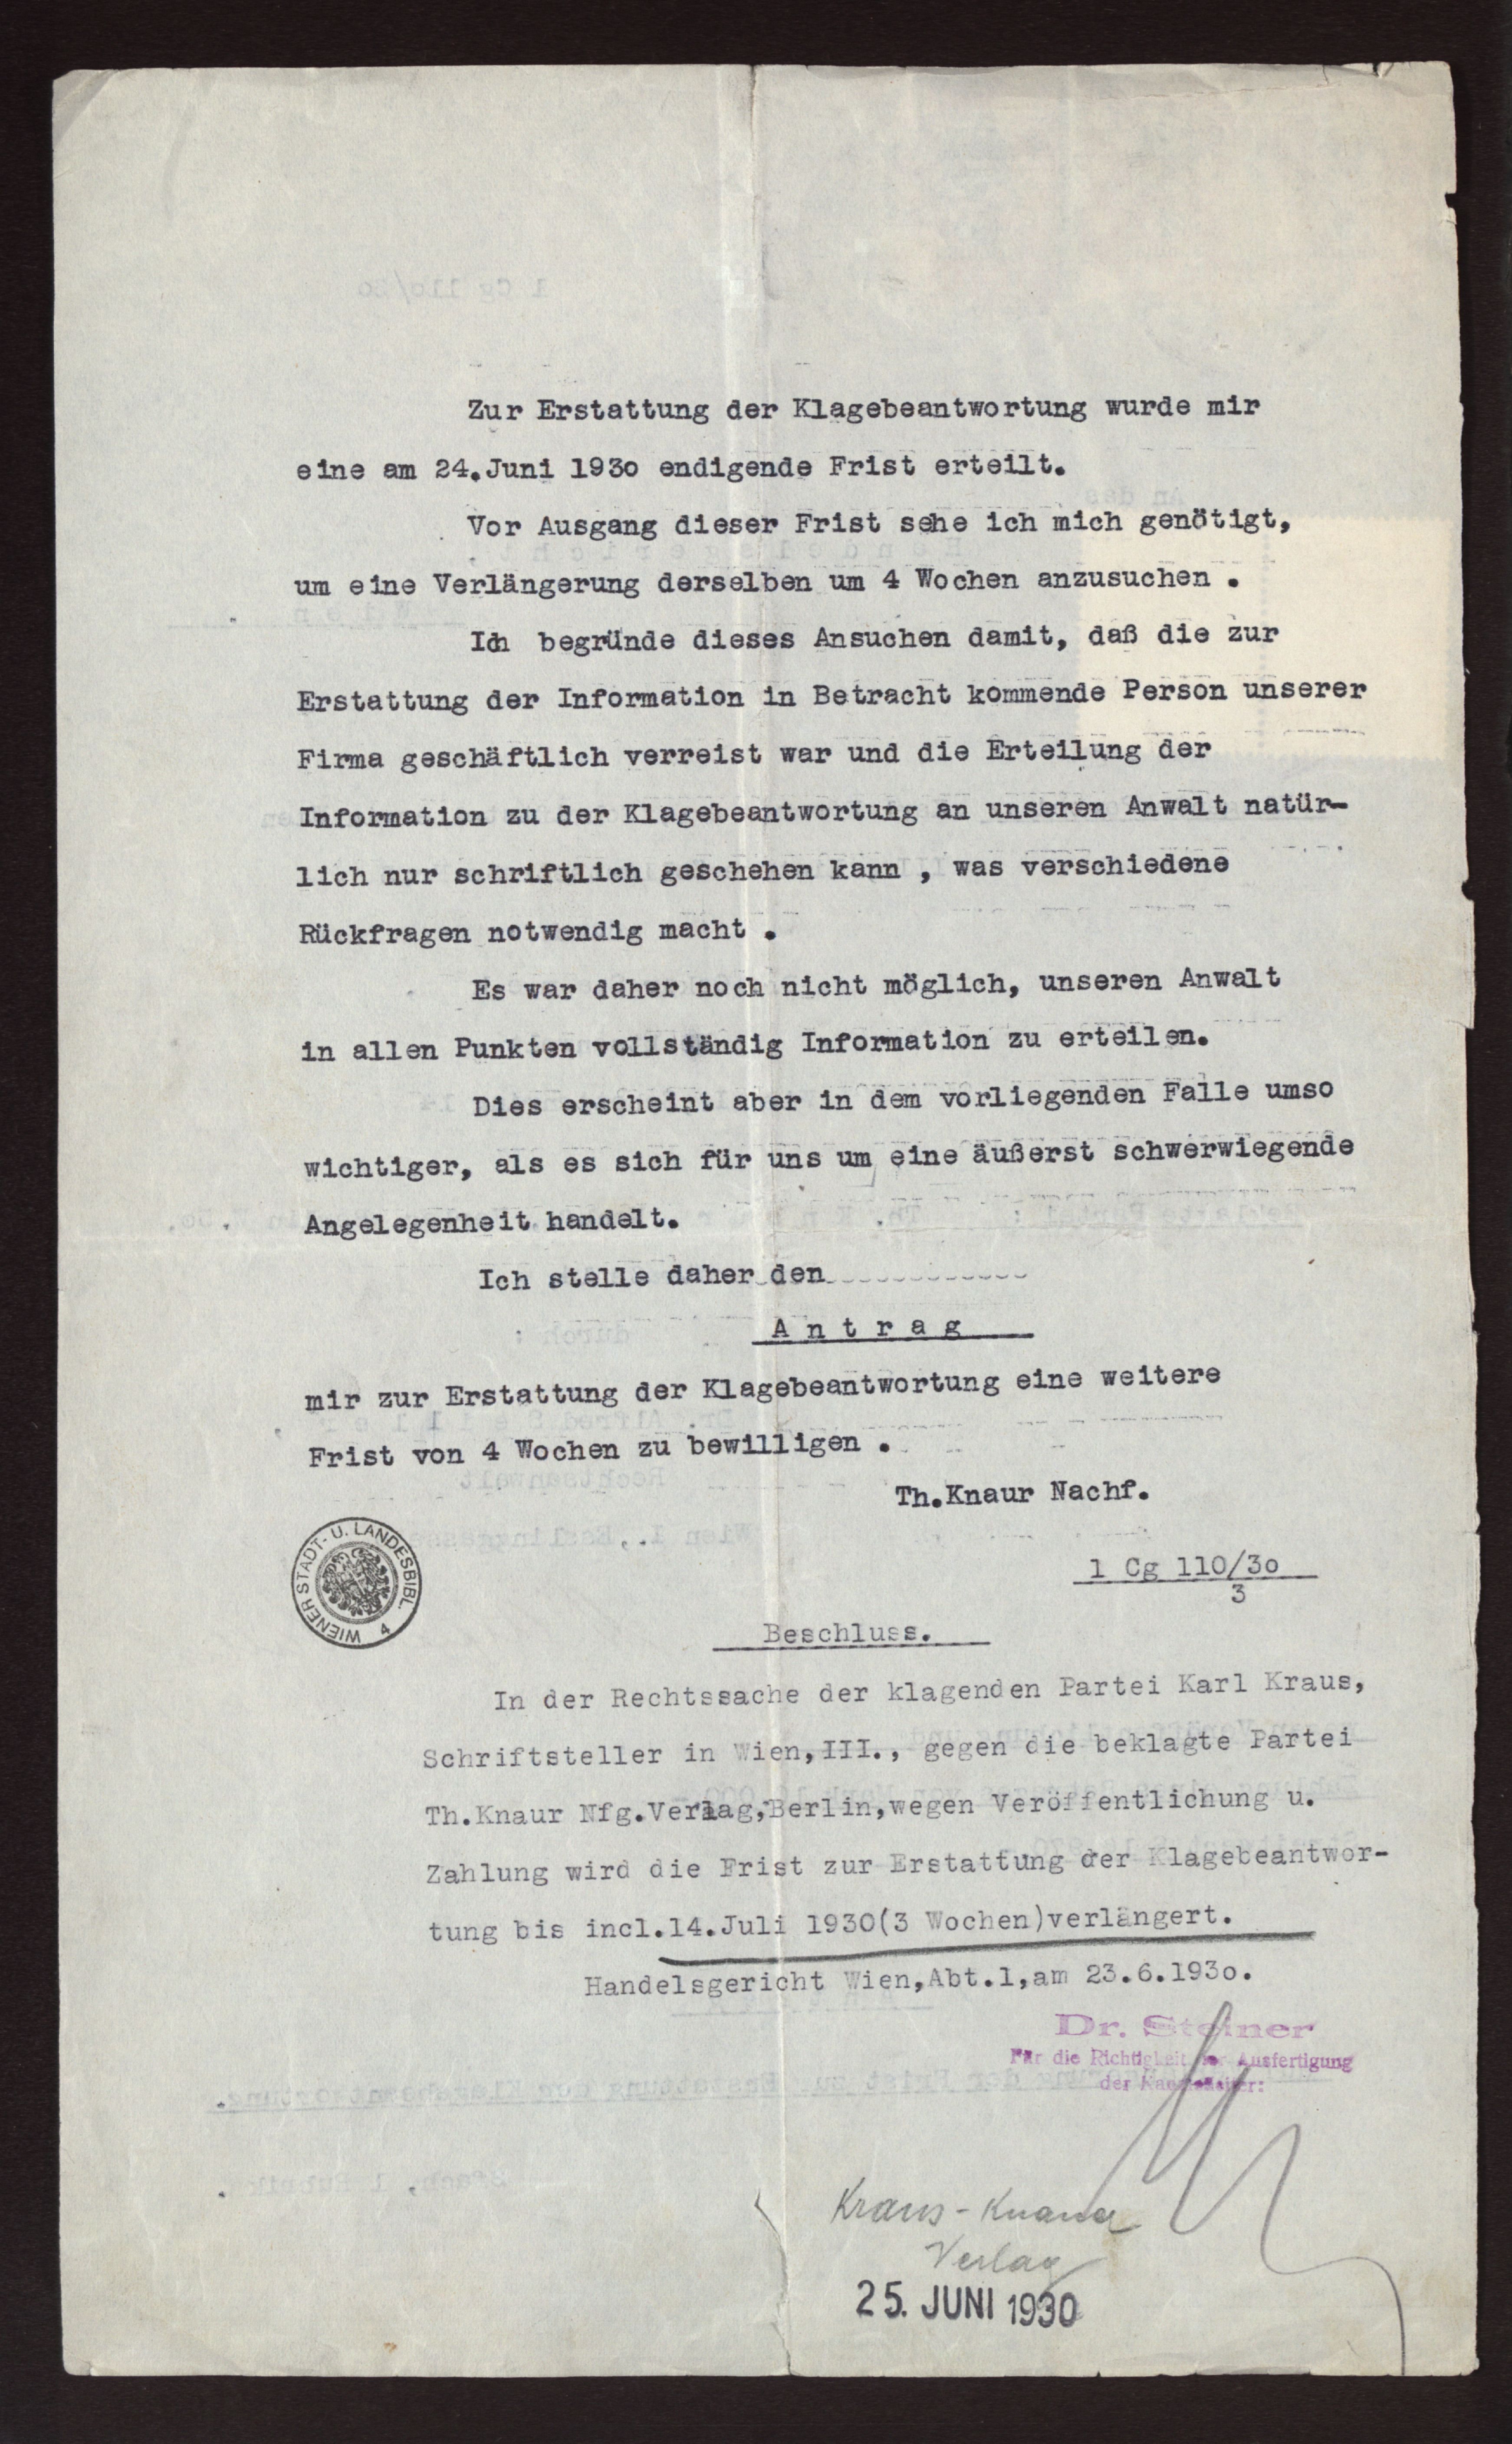 Zur Erstattung der Klagebeantwortung wurde mir
eine am 24.Juni 193o endigende Frist erteilt.
Vor Ausgang dieser Frist sehe ich mich genötigt,
um eine Verlängerung derselben um 4 Wochen anzusuchen .
Ich begründe dieses Ansuchen damit, daß die zur
Erstattung der Information in Betracht kommende Person unserer
Firma geschäftlich verreist war und die Erteilung der
Information zu der Klagebeantwortung an unseren Anwalt natür-
lich nur schriftlich geschehen kann , was verschiedene
Rückfragen notwendig macht .
Es war daher noch nicht möglich, unseren Anwalt
in allen Punkten vollständig Information zu erteilen.
Dies erscheint aber in dem vorliegenden Falle umso
wichtiger, als es sich für uns um eine äußerst schwerwiegende
Angelegenheit handelt.
Ich stelle daher den
A n t r a g
mir zur Erstattung der Klagebeantwortung eine weitere
Frist von 4 Wochen zu bewilligen .
Th.Knaur Nachf.
WIENER STADT- U. LANDESBIBL. 4
1 Cg 110/3o
3
Beschluss.
In der Rechtssache der klagenden Partei Karl Kraus,
Schriftsteller in Wien,III., gegen die beklagte Partei
Th.Knaur Nfg.Verlag,Berlin,wegen Veröffentlichung u.
Zahlung wird die Frist zur Erstattung der Klagebeantwor-
tung bis incl.14.Juli 1930(3 Wochen)verlängert.
Handelsgericht Wien,Abt.1,am 23.6.193o.
Dr. Steiner
Für die Richtigkeit der Ausfertigung
der Kanzleileiter:
Kraus - Knaur
Verlag
25. JUNI 1930